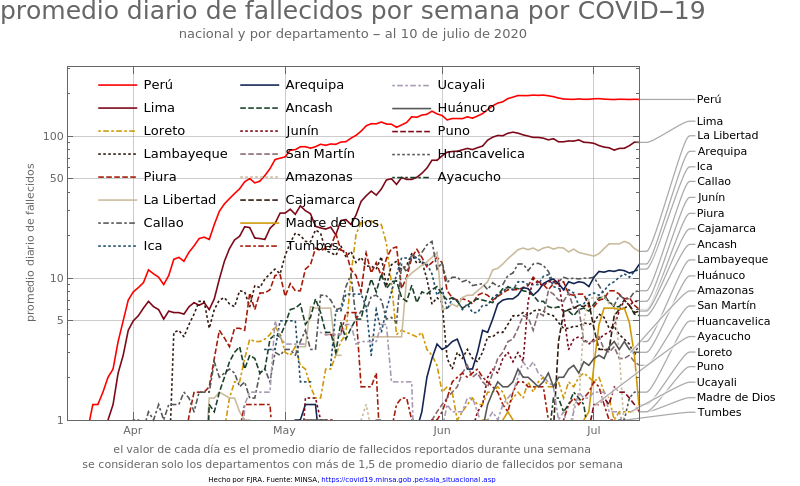 promedio diario de fallecidos por semana por COVID−19
nacional y por departamento − al 10 de julio de 2020
promedio diario de fallecidos
100
50
10
5
1
Apr
May
Jun
Jul
Perú
Lima
Loreto
Lambayeque
Piura
La Libertad
Callao
Ica
Arequipa
Ancash
Junín
San Martín
Amazonas
Cajamarca
Madre de Dios
Tumbes
Ucayali
Huánuco
Puno
Huancavelica
Ayacucho
Perú
Lima
La Libertad
Arequipa
Ica
Callao
Junín
Piura
Cajamarca
Ancash
Lambayeque
Huánuco
Amazonas
San Martín
Huancavelica
Ayacucho
Loreto
Puno
Ucayali
Madre de Dios
Tumbes
el valor de cada día es el promedio diario de fallecidos reportados durante una semana
se consideran solo los departamentos con más de 1,5 de promedio diario de fallecidos por semana
Hecho por FJRA. Fuente: MINSA, https://covid19.minsa.gob.pe/sala_situacional.asp